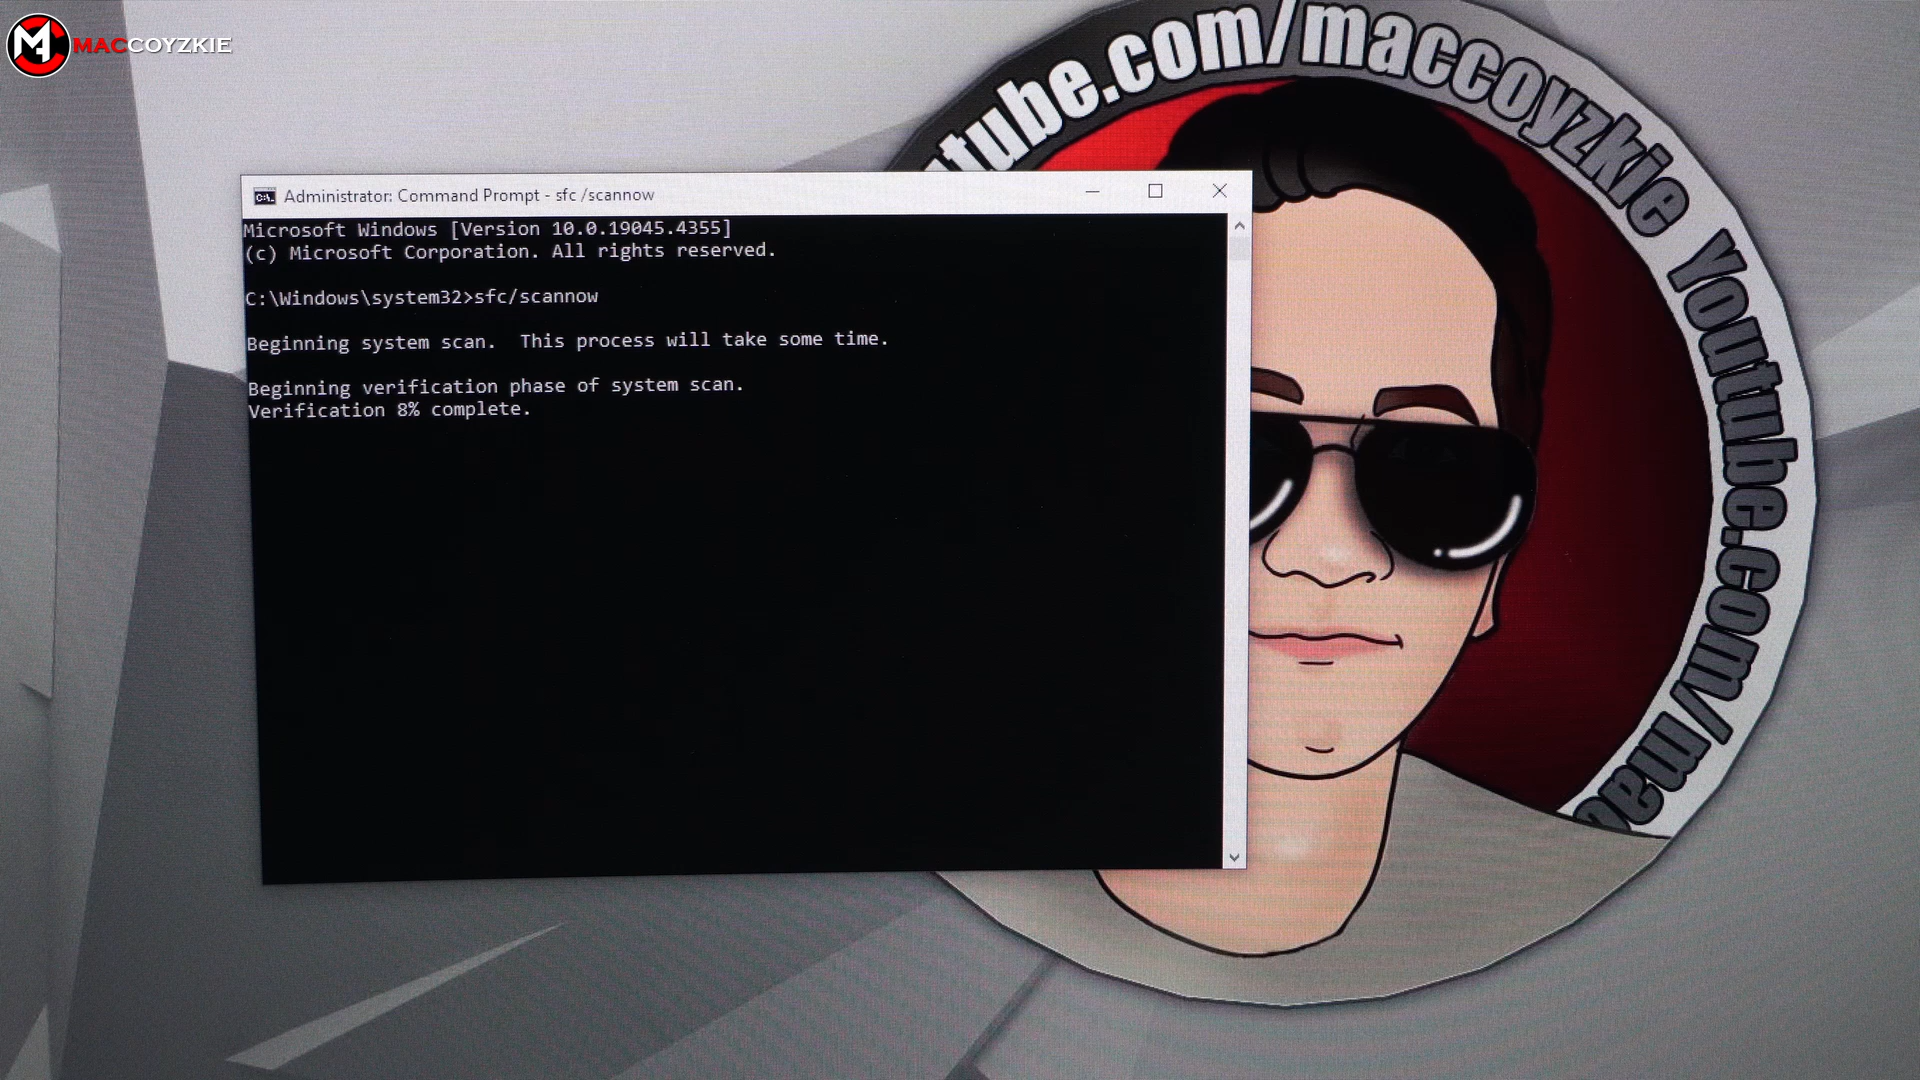 MACCOYZKIE
utube.com/maccoyzkie Youtube.com/mac
Administrator: Command Prompt - sfc /scannow
Microsoft Windows [Version 10.0.19045.4355]
(c) Microsoft Corporation. All rights reserved.
C:\Windows\system32>sfc/scannow
Beginning system scan.  This process will take some time.
Beginning verification phase of system scan.
Verification 8% complete.